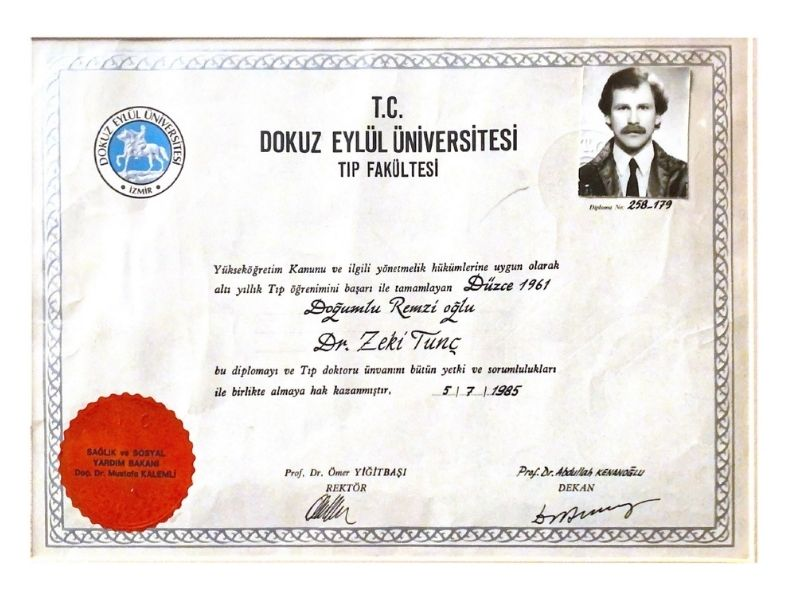 DOKUZ EYLÜL ÜNİVERSİTESİ
İZMİR
T.C.
DOKUZ EYLÜL ÜNİVERSİTESİ
TIP FAKÜLTESİ
Diploma No: 258-179
Yükseköğretim Kanunu ve ilgili yönetmelik hükümlerine uygun olarak
altı yıllık Tıp öğrenimini başarı ile tamamlayan Düzce 1961
Doğumlu Remzi oğlu
Dr. Zeki Tunç
bu diplomayı ve Tıp doktoru ünvanını bütün yetki ve sorumlulukları
ile birlikte almaya hak kazanmıştır. 5 / 7 / 1985
SAĞLIK ve SOSYAL
YARDIM BAKANI
Doç. Dr. Mustafa KALEMLİ
Prof. Dr. Ömer YİĞİTBAŞI
REKTÖR
Prof. Dr. Abdullah KENANOĞLU
DEKAN